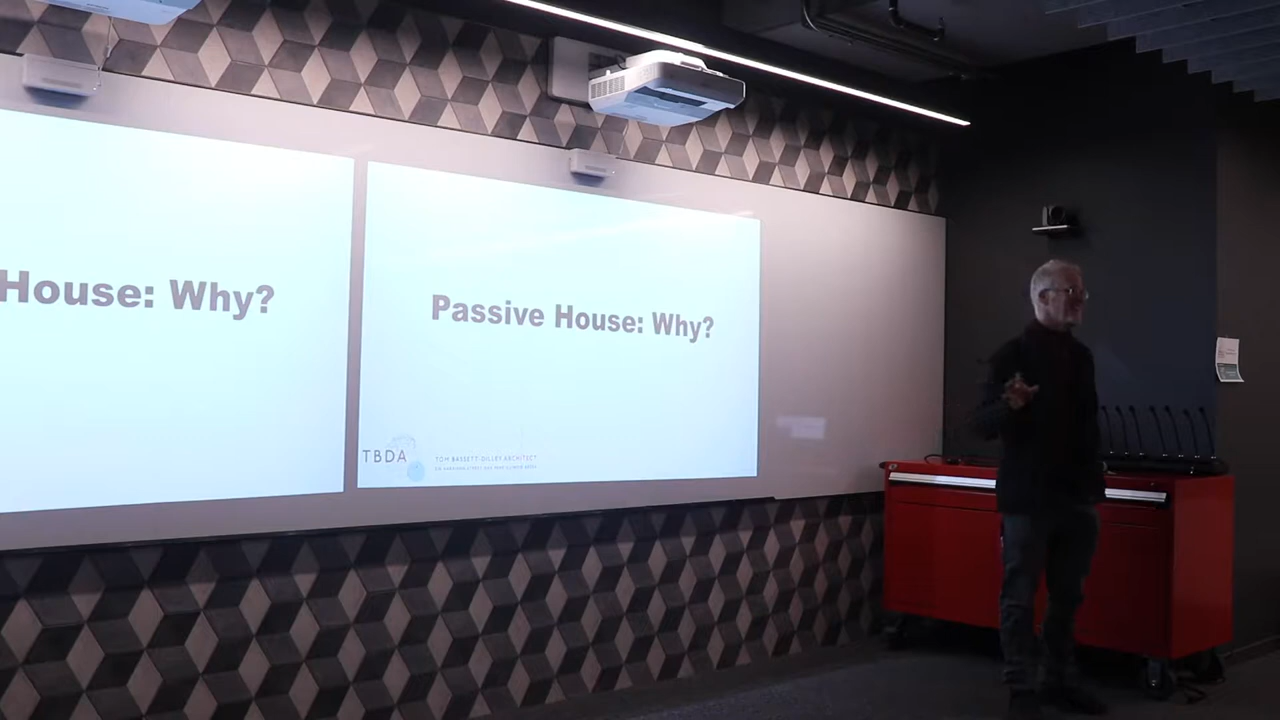 House: Why?
Passive House: Why?
TBDA
TOM BASSETT-DILLEY ARCHITECT